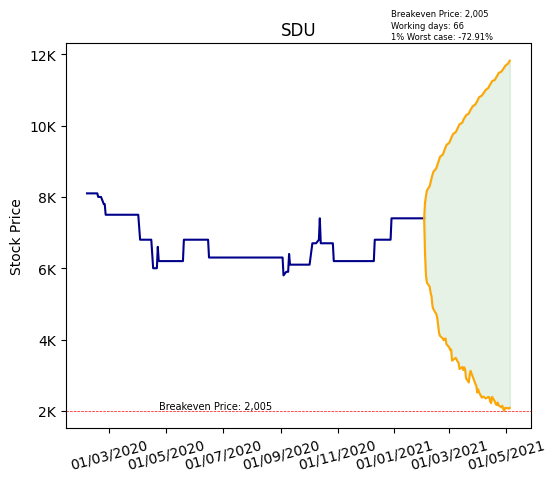 Breakeven Price: 2,005
Working days: 66
1% Worst case: -72.91%
SDU
Stock Price
12K
10K
8K
6K
4K
2K
Breakeven Price: 2,005
01/03/2020
01/05/2020
01/07/2020
01/09/2020
01/11/2020
01/01/2021
01/03/2021
01/05/2021